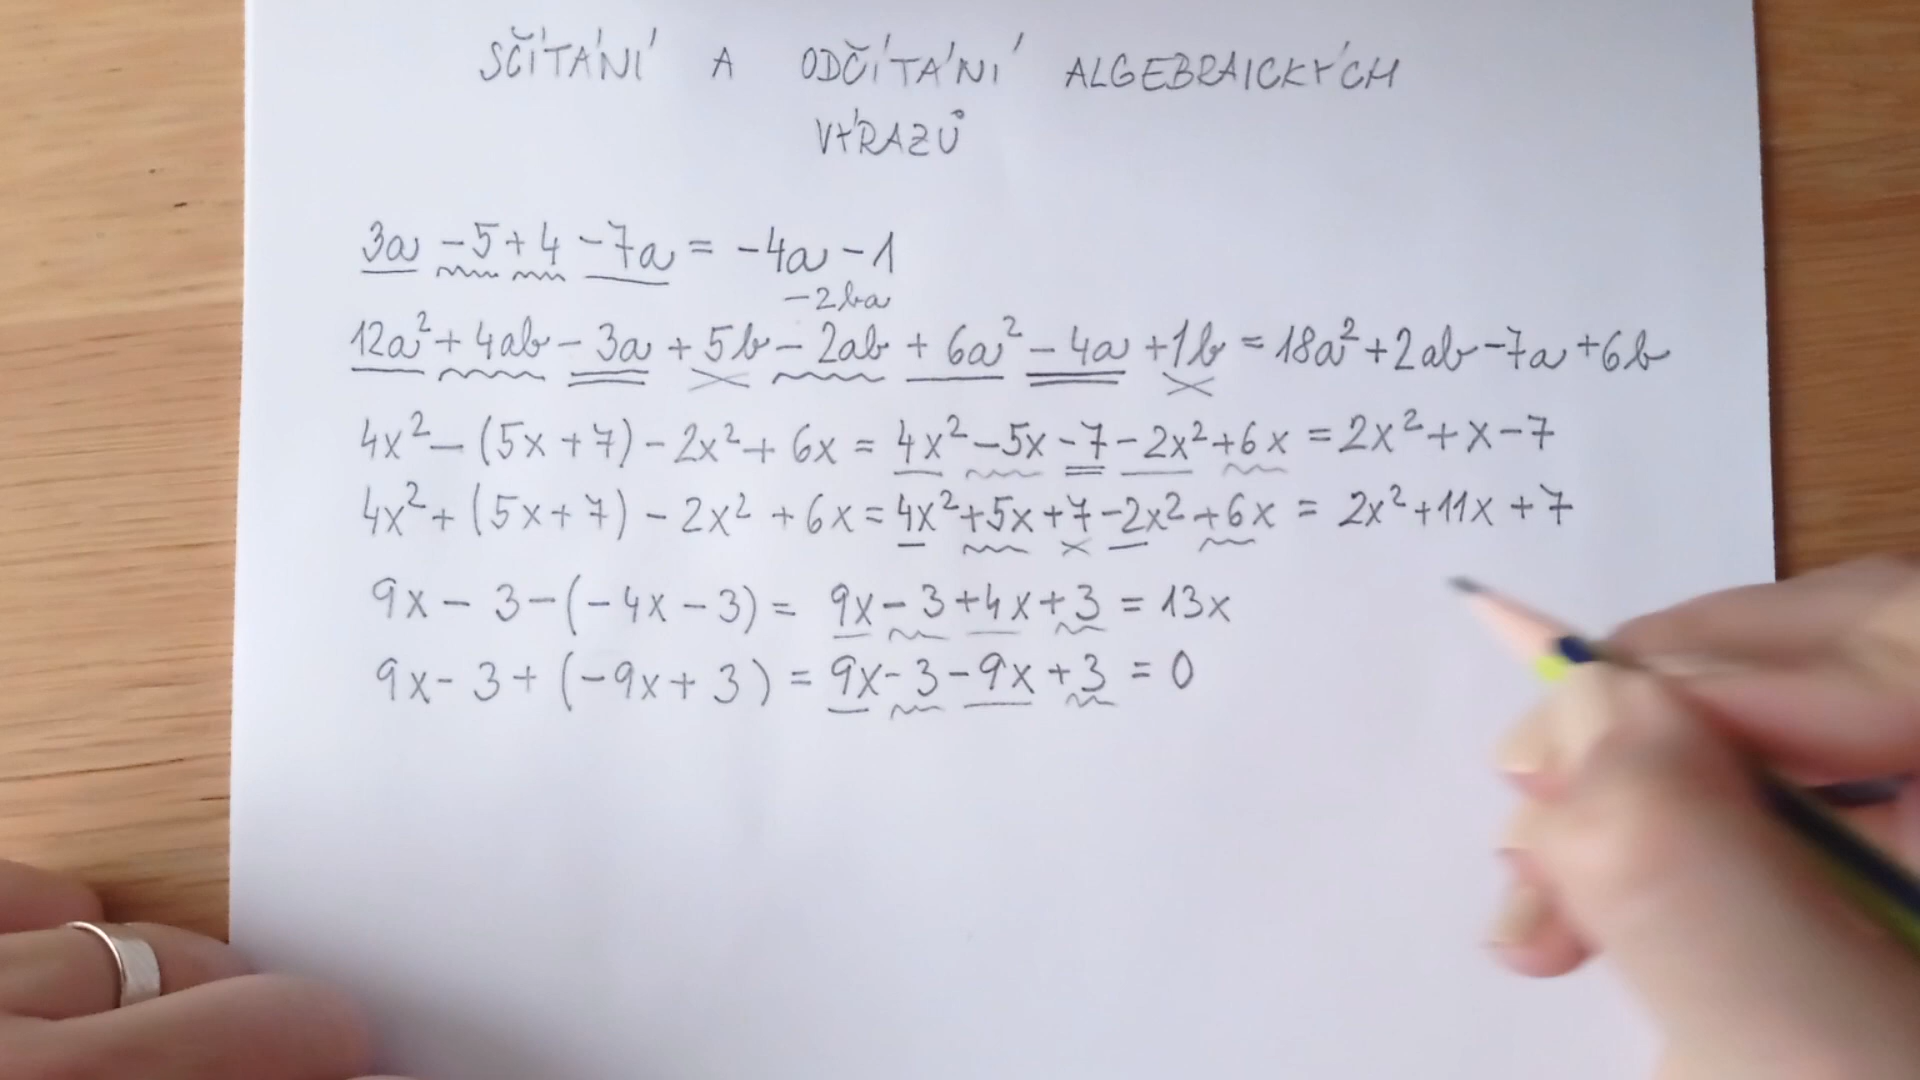 SČÍTÁNÍ A ODČÍTÁNÍ ALGEBRAICKÝCH
VÝRAZŮ
3a - 5 + 4 - 7a = -4a - 1
-2ba
12a² + 4ab - 3a + 5b - 2ab + 6a² - 4a + 1b = 18a² + 2ab - 7a + 6b
4x² - (5x + 7) - 2x² + 6x = 4x² - 5x - 7 - 2x² + 6x = 2x² + x - 7
4x² + (5x + 7) - 2x² + 6x = 4x² + 5x + 7 - 2x² + 6x = 2x² + 11x + 7
9x - 3 - (-4x - 3) = 9x - 3 + 4x + 3 = 13x
9x - 3 + (-9x + 3) = 9x - 3 - 9x + 3 = 0